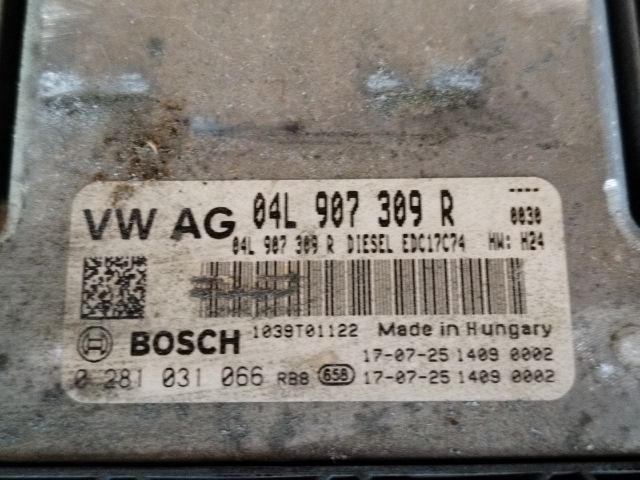 ----
VW AG 04L 907 309 R 0030
04L 907 309 R DIESEL EDC17C74 HW: H24
BOSCH 1039T01122 Made in Hungary
17-07-25 1409 0002
0 281 031 066 RB8 658 17-07-25 1409 0002